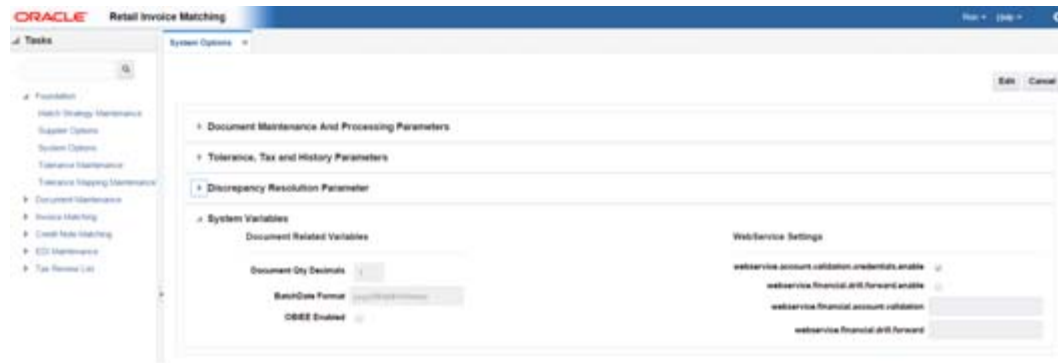 ORACLE Retail Invoice Matching
Help
Tasks
System Options
Edit Cancel
Foundation
Match Strategy Maintenance
Supplier Options
System Options
Tolerance Maintenance
Tolerance Mapping Maintenance
Document Maintenance
Invoice Matching
Credit Note Matching
EDI Maintenance
Tax Review List
Document Maintenance And Processing Parameters
Tolerance, Tax and History Parameters
Discrepancy Resolution Parameter
System Variables
Document Related Variables
Document Qty Decimals
BatchDate Format
OBIEE Enabled
WebService Settings
webservice.account.validation.credentials.enable
webservice.financial.drill.forward.enable
webservice.financial.account.validation
webservice.financial.drill.forward